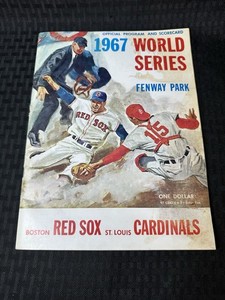 OFFICIAL PROGRAM AND SCORECARD
1967 WORLD
SERIES
FENWAY PARK
RED SOX
16
ONE DOLLAR
BOSTON RED SOX ST. LOUIS CARDINALS